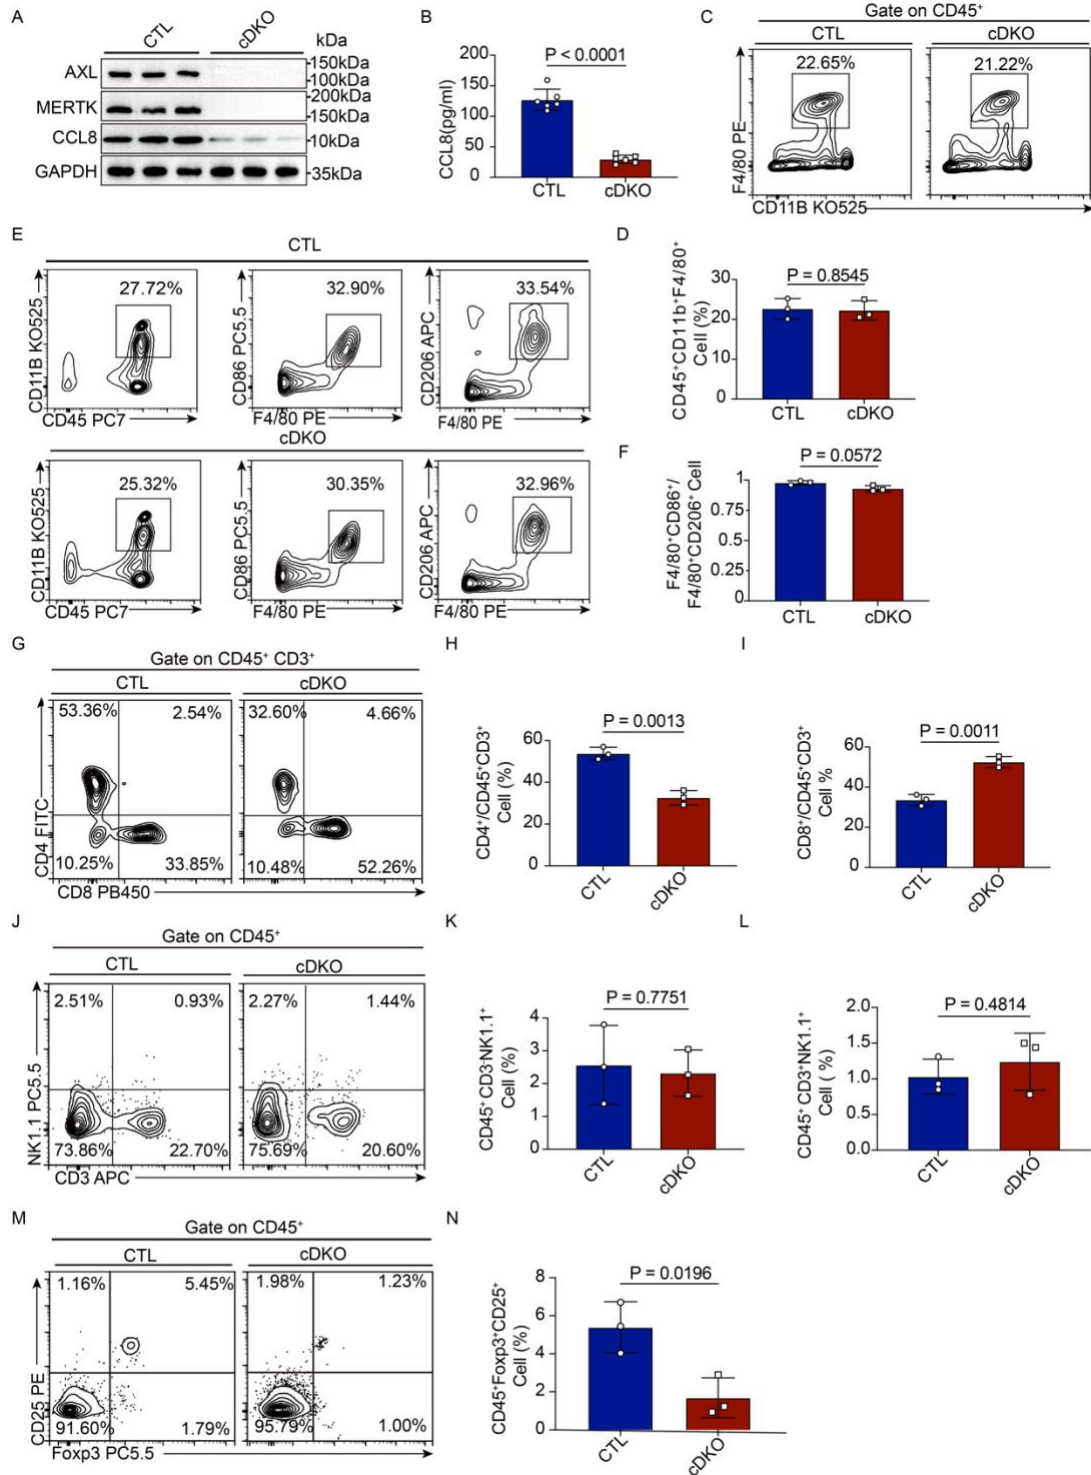 A
CTL
cDKO
kDa
AXL
150kDa
100kDa
MERTK
200kDa
150kDa
CCL8
10kDa
GAPDH
35kDa
B
P < 0.0001
CCL8(pg/ml)
150
100
50
0
CTL
cDKO
C
Gate on CD45⁺
CTL
cDKO
22.65%
21.22%
F4/80 PE
CD11B KO525
E
CTL
27.72%
32.90%
33.54%
CD11B KO525
CD86 PC5.5
CD206 APC
CD45 PC7
F4/80 PE
F4/80 PE
cDKO
25.32%
30.35%
32.96%
CD11B KO525
CD86 PC5.5
CD206 APC
CD45 PC7
F4/80 PE
F4/80 PE
D
P = 0.8545
CD45⁺CD11b⁺F4/80⁺
Cell (%)
30
20
10
0
CTL
cDKO
F
P = 0.0572
F4/80⁺CD86⁺/
F4/80⁺CD206⁺ Cell
1
0.75
0.5
0.25
0
CTL
cDKO
G
Gate on CD45⁺ CD3⁺
CTL
cDKO
53.36%
2.54%
32.60%
4.66%
CD4 FITC
10.25%
33.85%
10.48%
52.26%
CD8 PB450
H
P = 0.0013
CD4⁺/CD45⁺CD3⁺
Cell (%)
60
40
20
0
CTL
cDKO
I
P = 0.0011
CD8⁺/CD45⁺CD3⁺
Cell %
60
40
20
0
CTL
cDKO
J
Gate on CD45⁺
CTL
cDKO
2.51%
0.93%
2.27%
1.44%
NK1.1 PC5.5
73.86%
22.70%
75.69%
20.60%
CD3 APC
K
P = 0.7751
CD45⁺ CD3⁻NK1.1⁺
Cell (%)
4
3
2
1
0
CTL
cDKO
L
P = 0.4814
CD45⁺ CD3⁺NK1.1⁺
Cell ( %)
2.0
1.5
1.0
0.5
0.0
CTL
cDKO
M
Gate on CD45⁺
CTL
cDKO
1.16%
5.45%
1.98%
1.23%
CD25 PE
91.60%
1.79%
95.79%
1.00%
Foxp3 PC5.5
N
P = 0.0196
CD45⁺Foxp3⁺CD25⁺
Cell (%)
8
6
4
2
0
CTL
cDKO